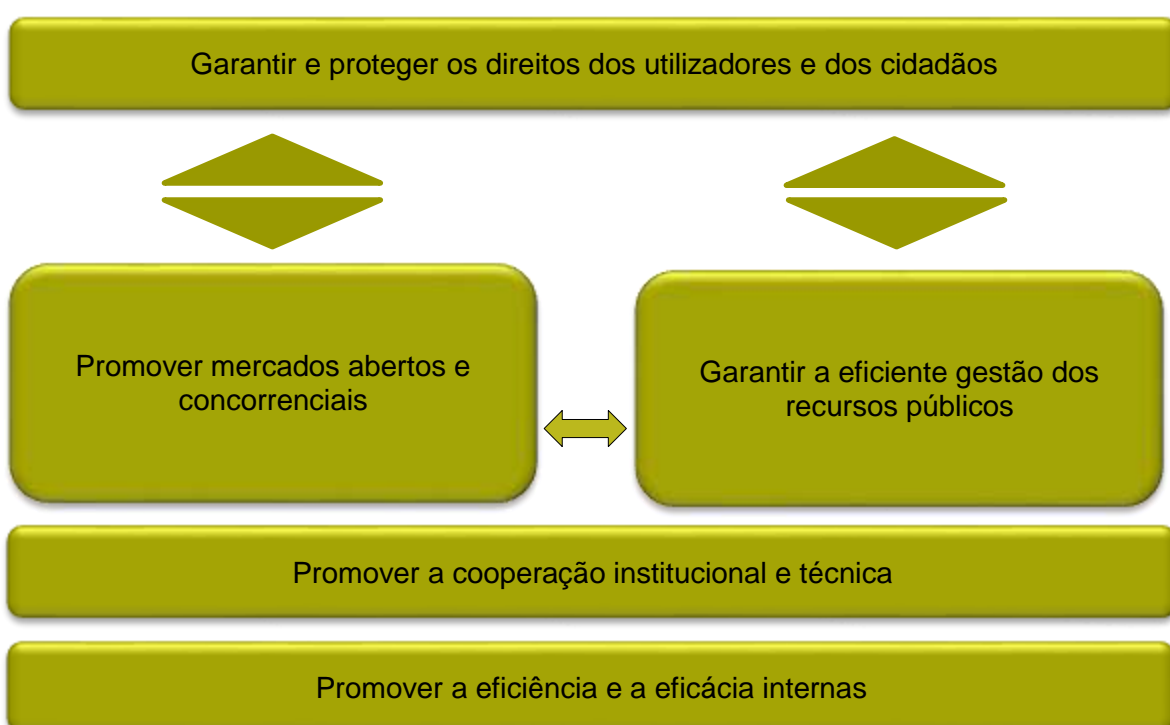 Garantir e proteger os direitos dos utilizadores e dos cidadãos
Promover mercados abertos e
concorrenciais
Garantir a eficiente gestão dos
recursos públicos
Promover a cooperação institucional e técnica
Promover a eficiência e a eficácia internas